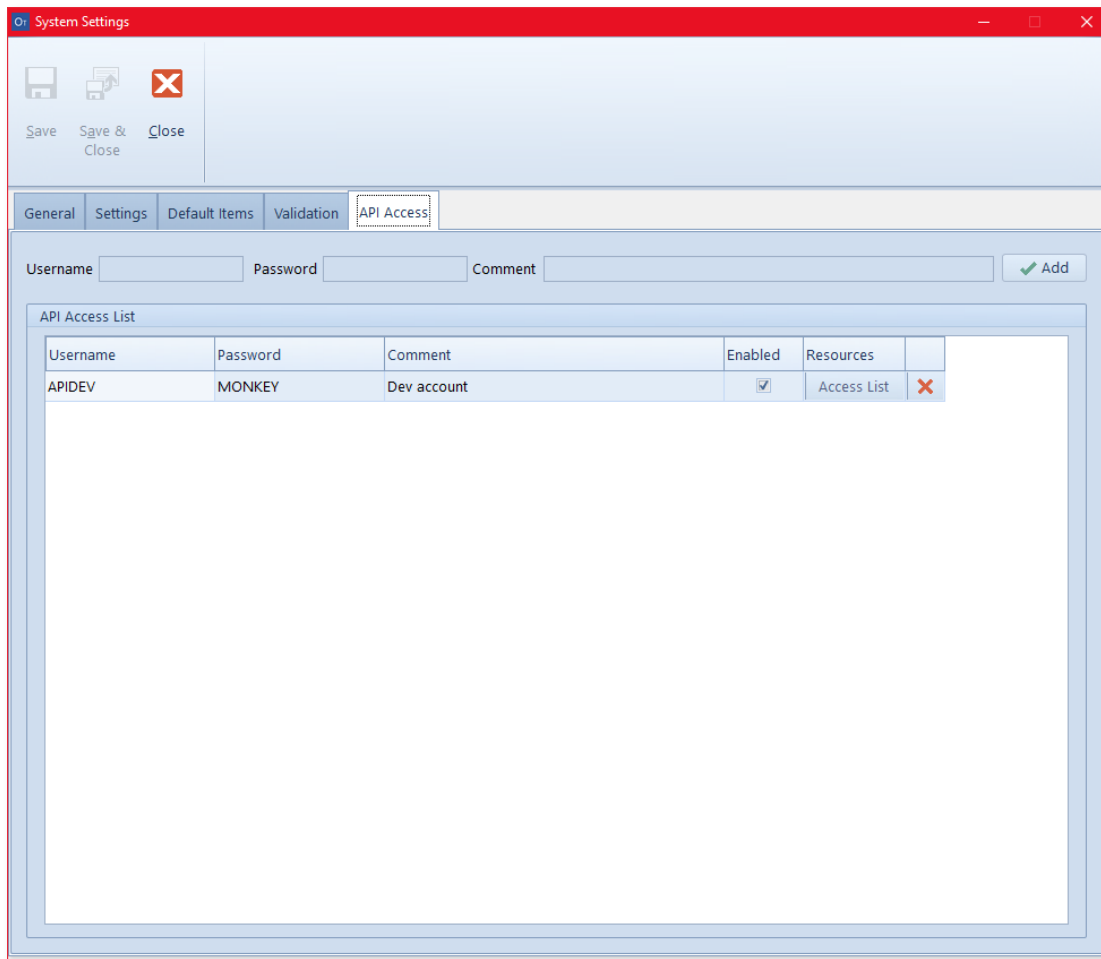 OT System Settings
Save Save & Close Close
General Settings Default Items Validation API Access
Username Password Comment Add
API Access List
Username Password Comment Enabled Resources
APIDEV MONKEY Dev account Access List